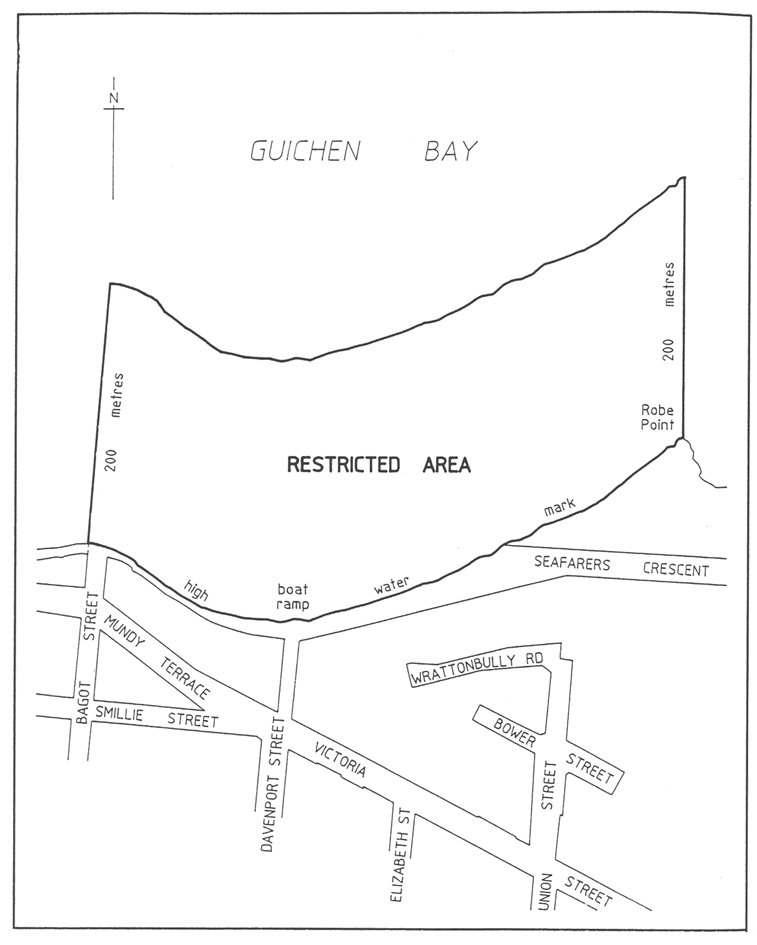 N
GUICHEN BAY
200 metres
200 metres
Robe
Point
RESTRICTED AREA
mark
high
boat
ramp
water
SEAFARERS CRESCENT
BAGOT STREET
MUNDY TERRACE
SMILLIE STREET
WRATTONBULLY RD
BOWER STREET
DAVENPORT STREET
VICTORIA STREET
ELIZABETH ST
UNION STREET